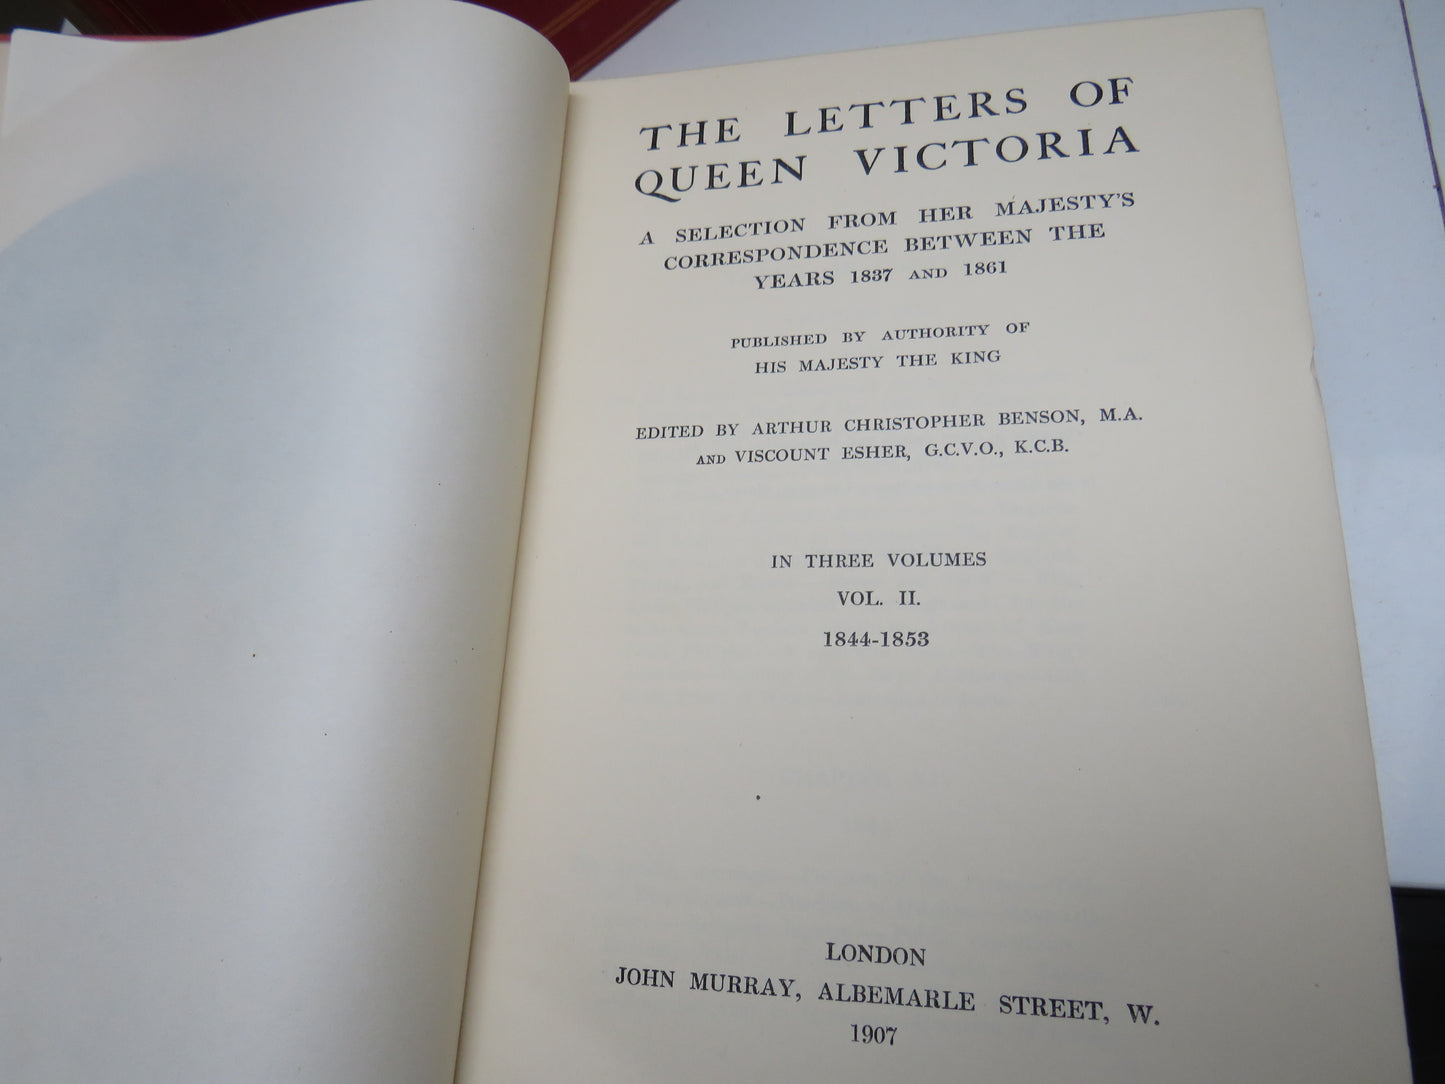 THE LETTERS OF
QUEEN VICTORIA
A SELECTION FROM HER MAJESTY'S
CORRESPONDENCE BETWEEN THE
YEARS 1837 AND 1861
PUBLISHED BY AUTHORITY OF
HIS MAJESTY THE KING
EDITED BY ARTHUR CHRISTOPHER BENSON, M.A.
AND VISCOUNT ESHER, G.C.V.O., K.C.B.
IN THREE VOLUMES
VOL. II.
1844-1853
LONDON
JOHN MURRAY, ALBEMARLE STREET, W.
1907